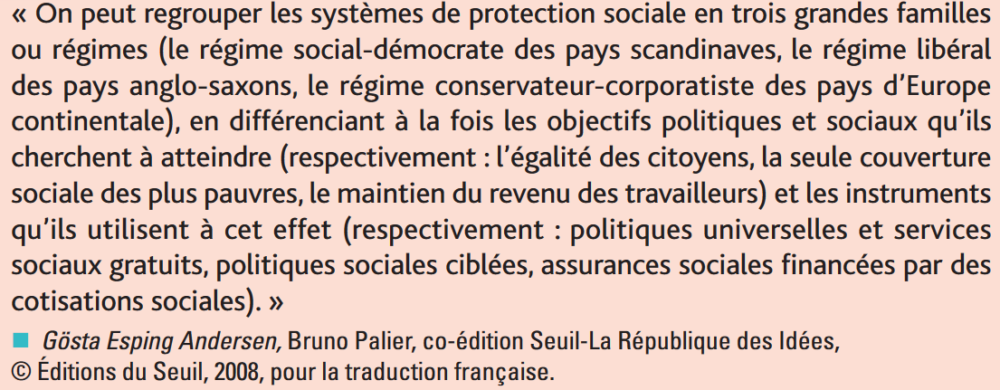 « On peut regrouper les systèmes de protection sociale en trois grandes familles
ou régimes (le régime social-démocrate des pays scandinaves, le régime libéral
des pays anglo-saxons, le régime conservateur-corporatiste des pays d’Europe
continentale), en différenciant à la fois les objectifs politiques et sociaux qu’ils
cherchent à atteindre (respectivement : l’égalité des citoyens, la seule couverture
sociale des plus pauvres, le maintien du revenu des travailleurs) et les instruments
qu’ils utilisent à cet effet (respectivement : politiques universelles et services
sociaux gratuits, politiques sociales ciblées, assurances sociales financées par des
cotisations sociales). »
Gösta Esping Andersen, Bruno Palier, co-édition Seuil-La République des Idées,
© Éditions du Seuil, 2008, pour la traduction française.